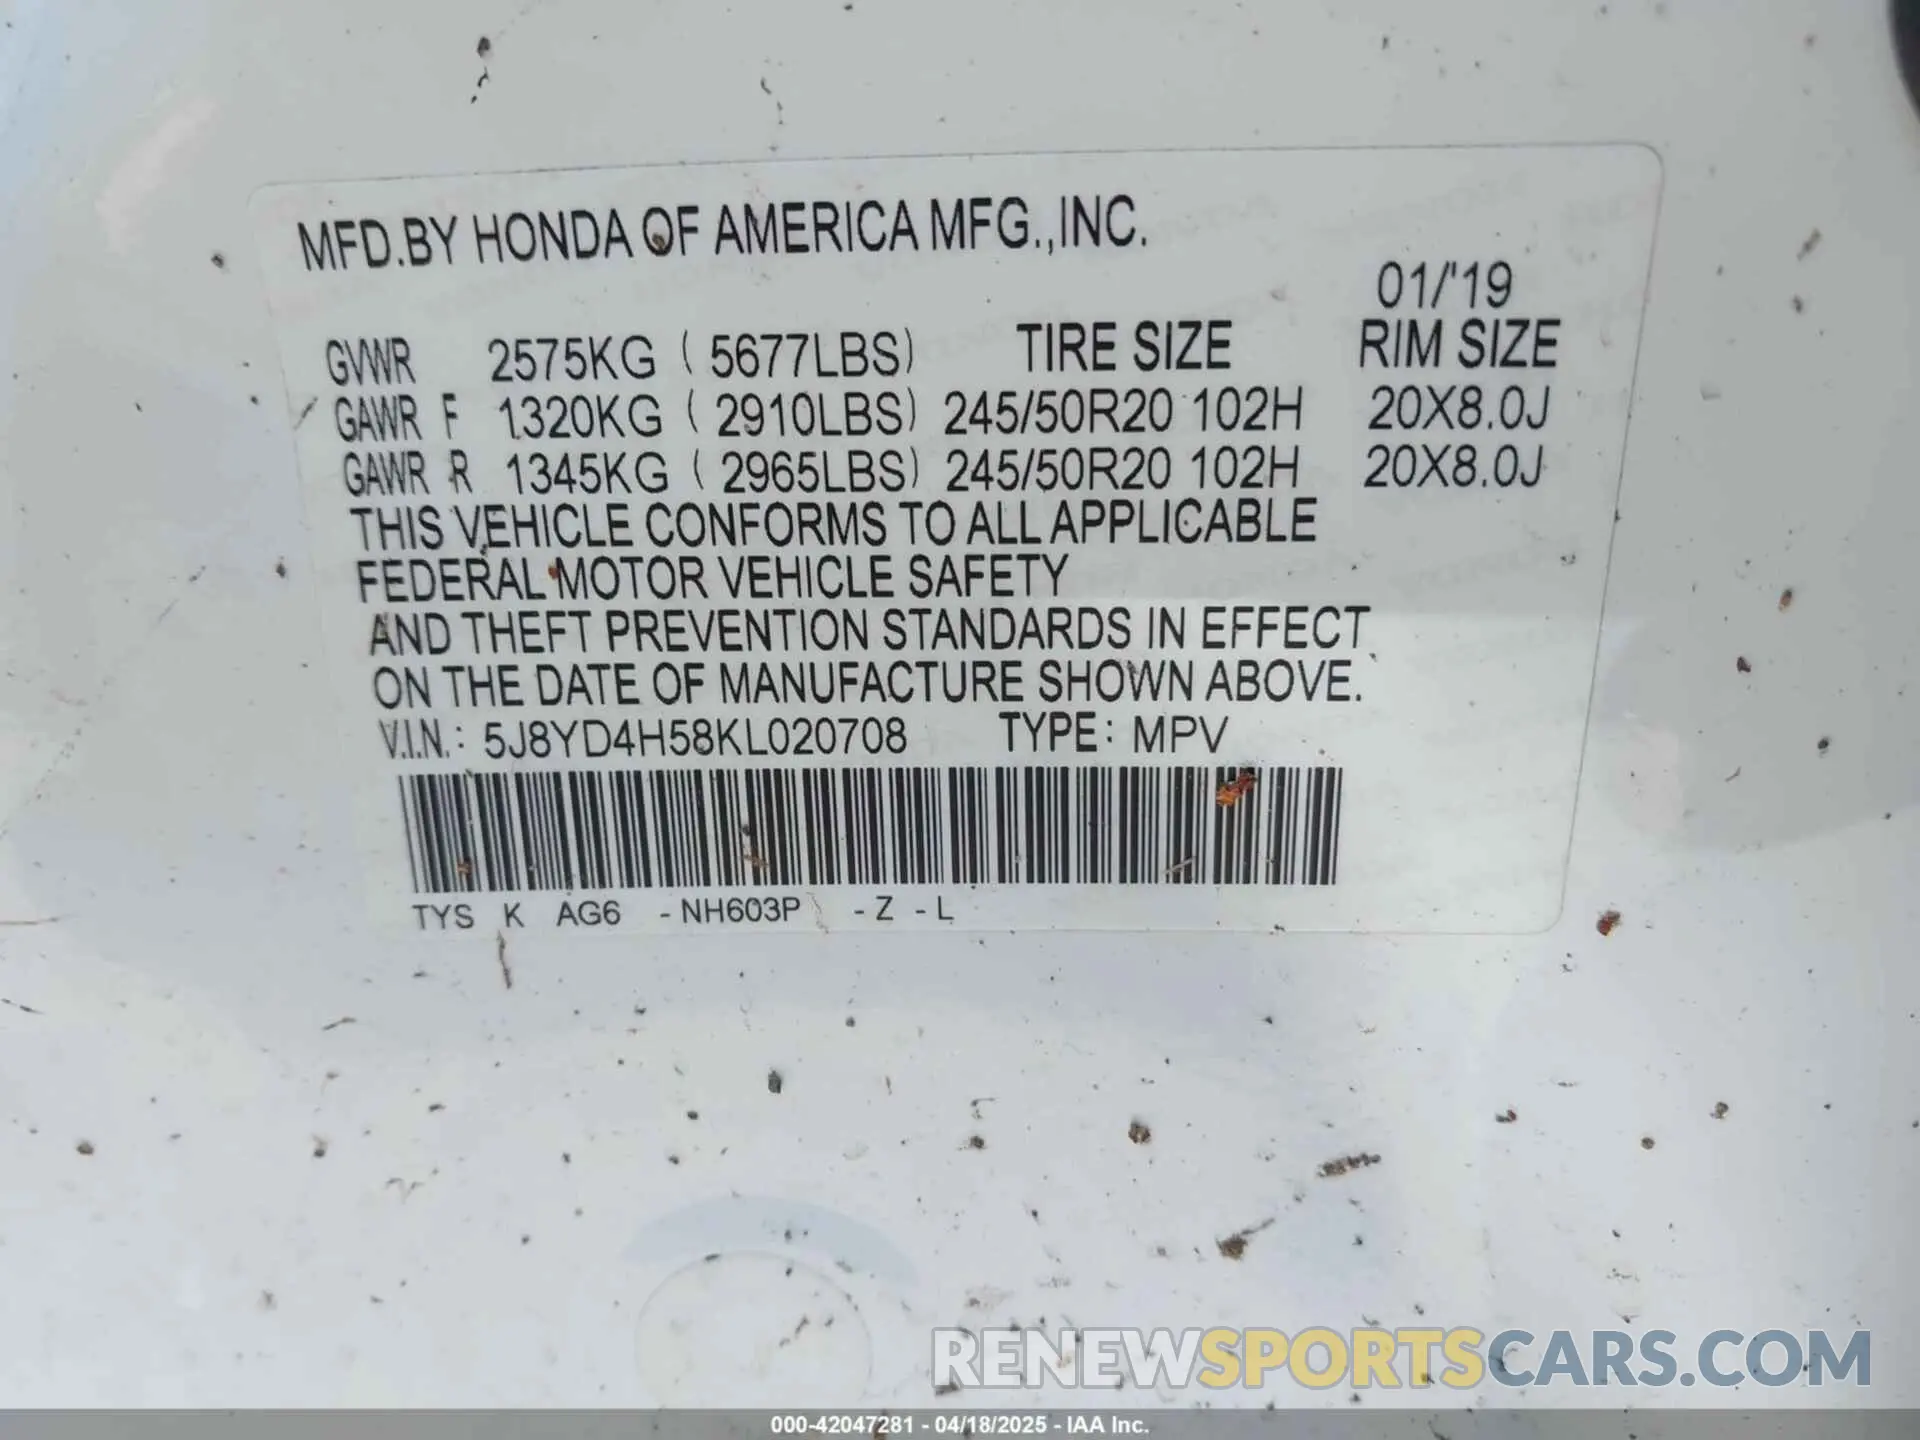 MFD.BY HONDA OF AMERICA MFG.,INC.
01/'19
GVWR 2575KG ( 5677LBS) TIRE SIZE RIM SIZE
GAWR F 1320KG ( 2910LBS) 245/50R20 102H 20X8.0J
GAWR R 1345KG ( 2965LBS) 245/50R20 102H 20X8.0J
THIS VEHICLE CONFORMS TO ALL APPLICABLE
FEDERAL MOTOR VEHICLE SAFETY
AND THEFT PREVENTION STANDARDS IN EFFECT
ON THE DATE OF MANUFACTURE SHOWN ABOVE.
V.I.N.: 5J8YD4H58KL020708 TYPE: MPV
TYS K AG6 -NH603P -Z -L
RENEWSPORTSCARS.COM
000-42047281 - 04/18/2025 - IAA Inc.